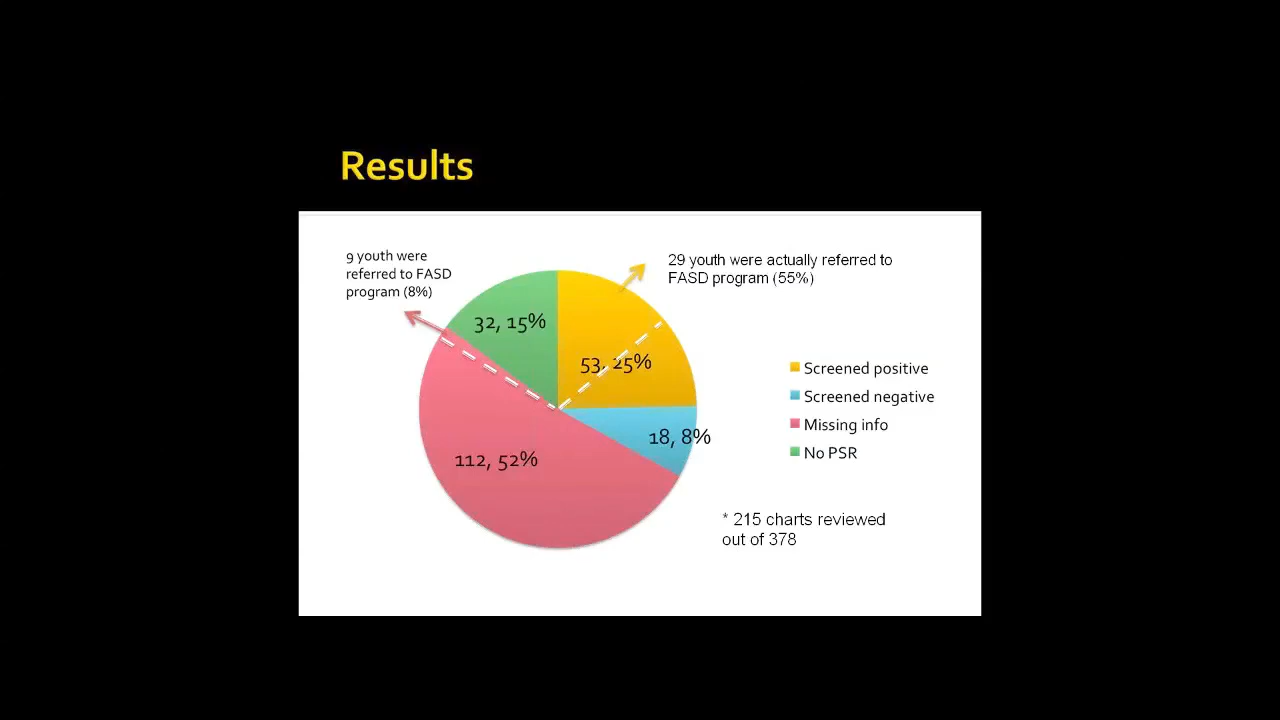 Results
9 youth were
referred to FASD
program (8%)
29 youth were actually referred to
FASD program (55%)
32, 15%
53, 25%
18, 8%
112, 52%
Screened positive
Screened negative
Missing info
No PSR
* 215 charts reviewed
out of 378